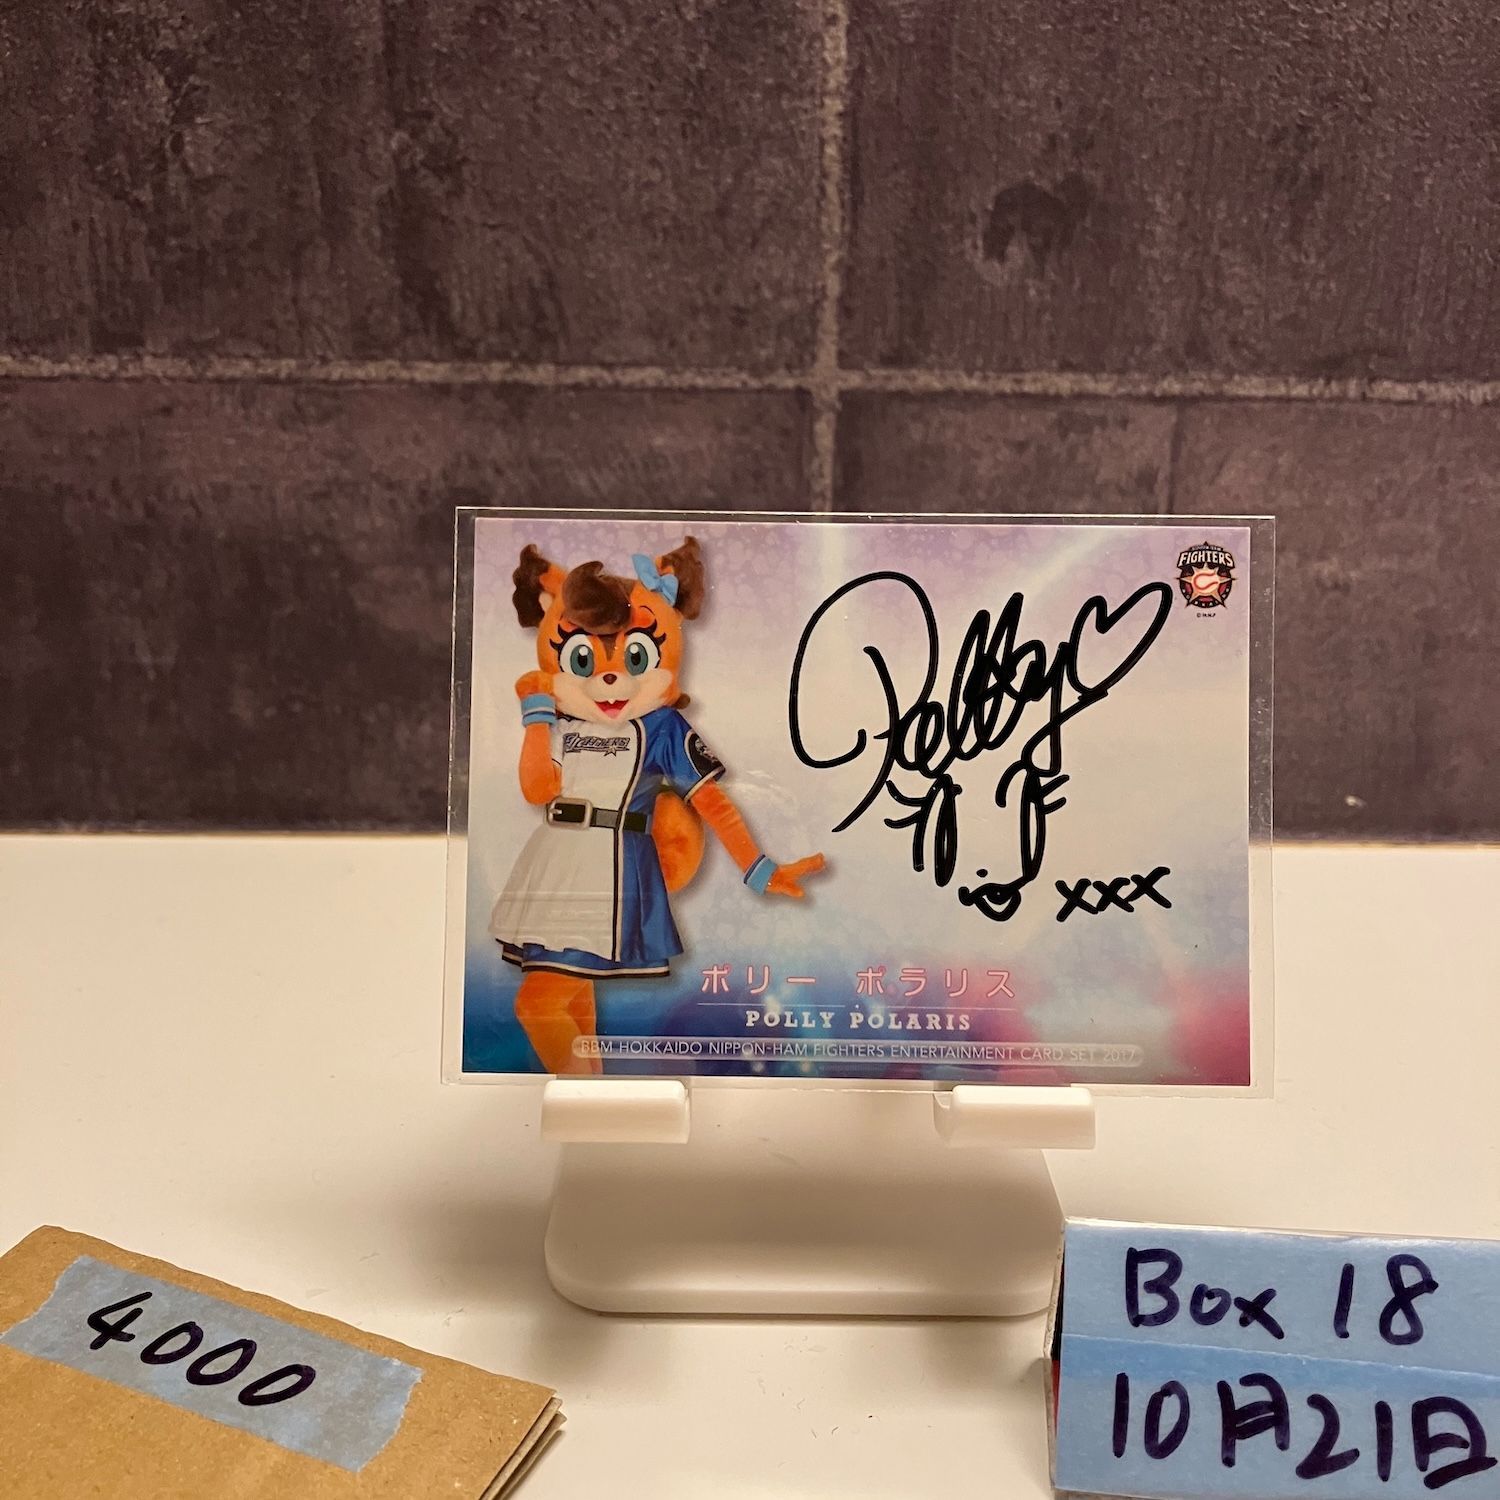 FIGHTERS
FIGHTERS
Polly
xxx
ポリー ポラリス
POLLY POLARIS
BBM HOKKAIDO NIPPON-HAM FIGHTERS ENTERTAINMENT CARD SET 2017
4000
Box 18
10月21日